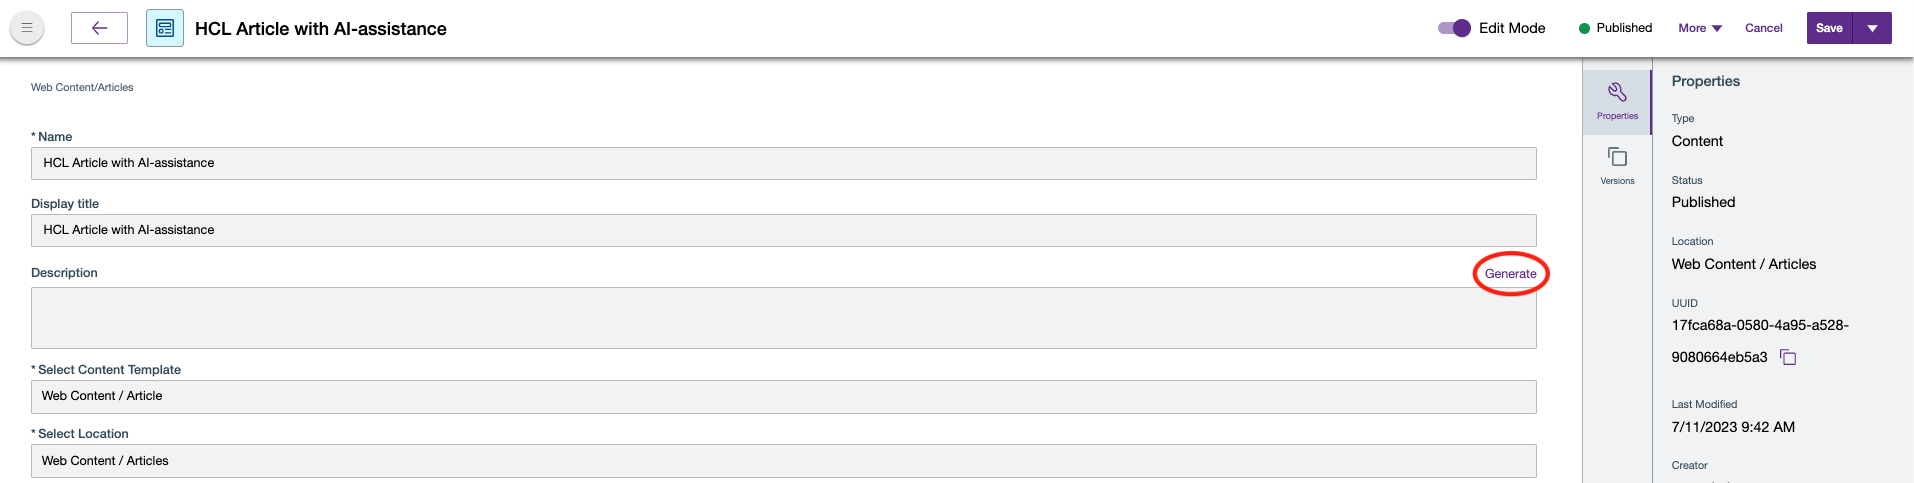 HCL Article with AI-assistance
Edit Mode
Published
More
Cancel
Save
Web Content/Articles
* Name
HCL Article with AI-assistance
Display title
HCL Article with AI-assistance
Description
Generate
* Select Content Template
Web Content / Article
* Select Location
Web Content / Articles
Properties
Versions
Properties
Type
Content
Status
Published
Location
Web Content / Articles
UUID
17fca68a-0580-4a95-a528-
9080664eb5a3
Last Modified
7/11/2023 9:42 AM
Creator